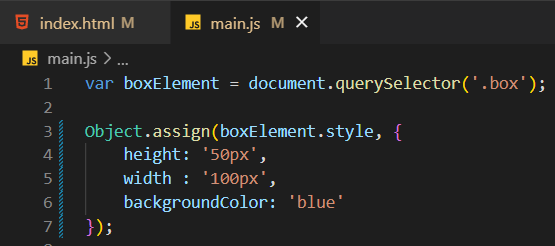 index.html M main.js M ×
JS main.js > ...
1 var boxElement = document.querySelector('.box');
2
3 Object.assign(boxElement.style, {
4     height: '50px',
5     width : '100px',
6     backgroundColor: 'blue'
7 });